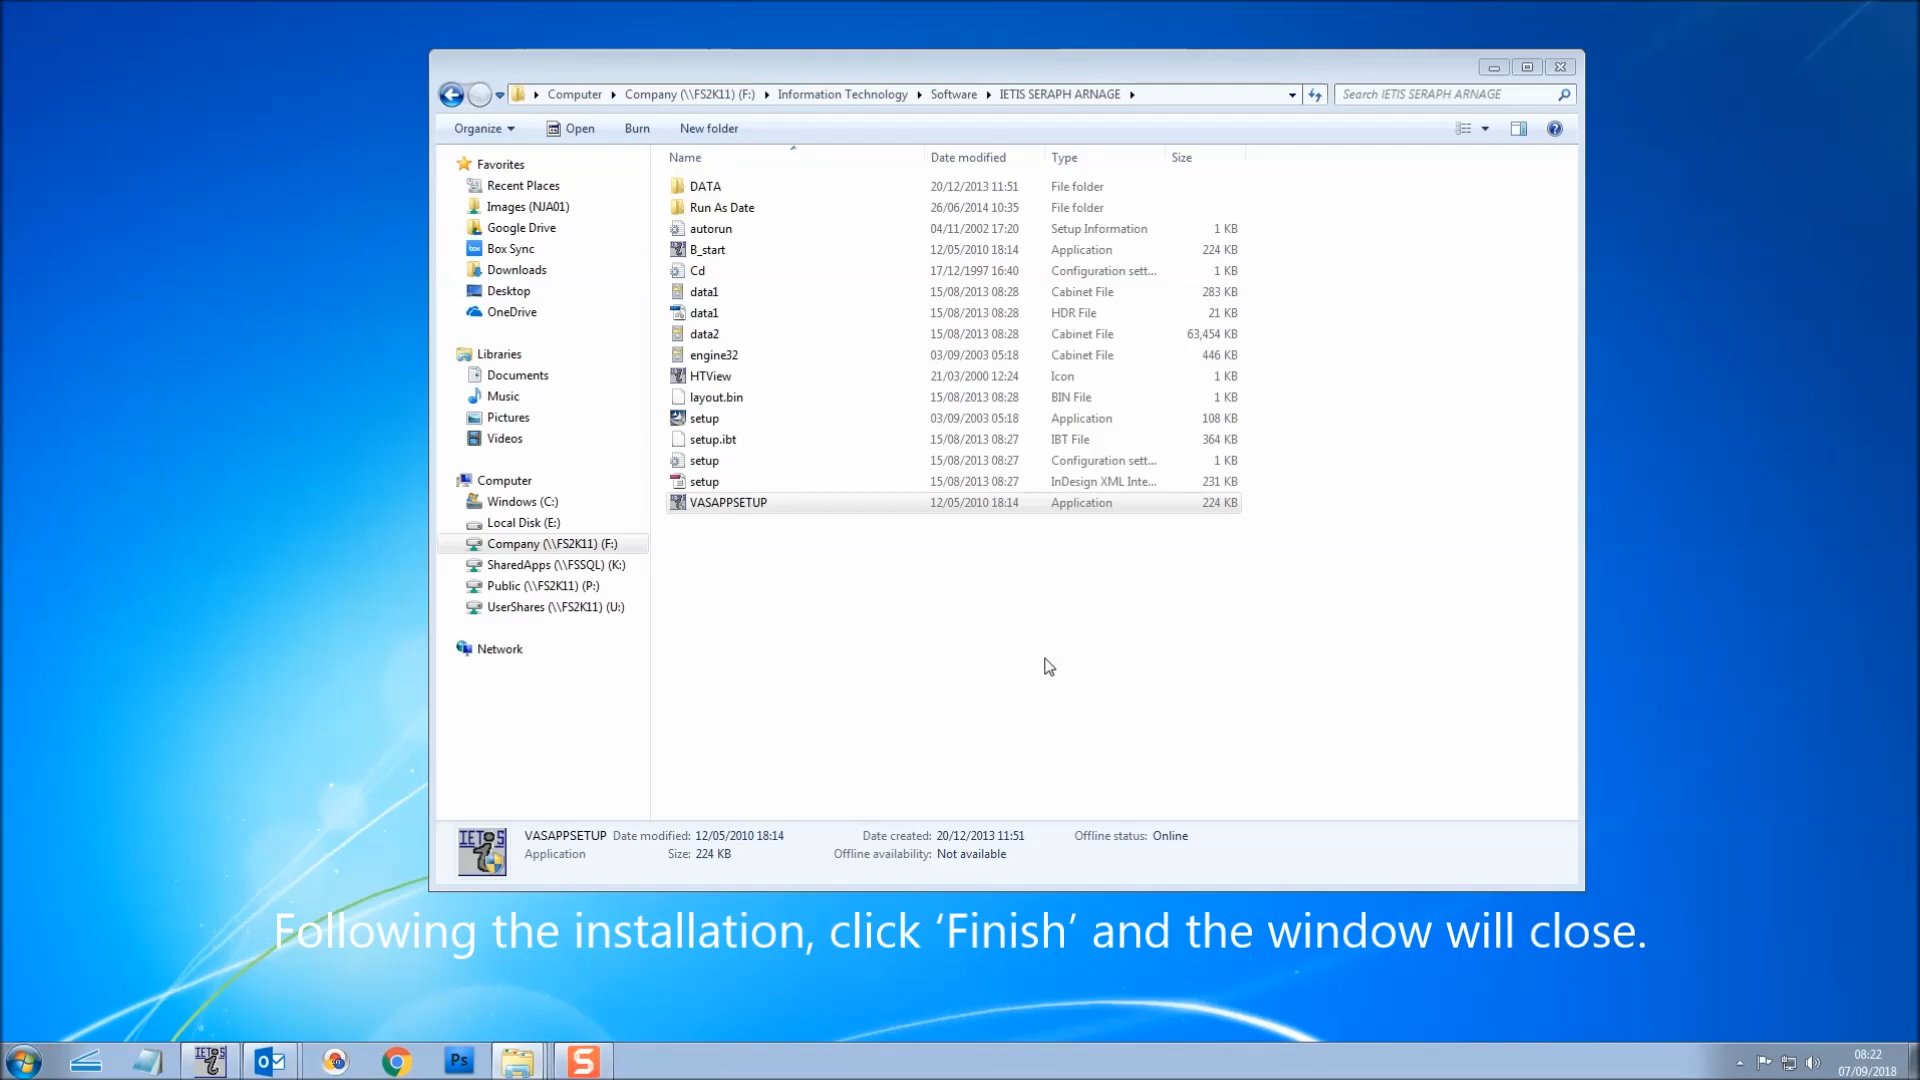 Computer Company (\\FS2K11) (F:) Information Technology Software IETIS SERAPH ARNAGE
Search IETIS SERAPH ARNAGE
Organize Open Burn New folder
Name Date modified Type Size
Favorites
Recent Places
Images (NJA01)
Google Drive
Box Sync
Downloads
Desktop
OneDrive
Libraries
Documents
Music
Pictures
Videos
Computer
Windows (C:)
Local Disk (E:)
Company (\\FS2K11) (F:)
SharedApps (\\FSSQL) (K:)
Public (\\FS2K11) (P:)
UserShares (\\FS2K11) (U:)
Network
DATA 20/12/2013 11:51 File folder
Run As Date 26/06/2014 10:35 File folder
autorun 04/11/2002 17:20 Setup Information 1 KB
B_start 12/05/2010 18:14 Application 224 KB
Cd 17/12/1997 16:40 Configuration sett... 1 KB
data1 15/08/2013 08:28 Cabinet File 283 KB
data1 15/08/2013 08:28 HDR File 21 KB
data2 15/08/2013 08:28 Cabinet File 63,454 KB
engine32 03/09/2003 05:18 Cabinet File 446 KB
HTView 21/03/2000 12:24 Icon 1 KB
layout.bin 15/08/2013 08:28 BIN File 1 KB
setup 03/09/2003 05:18 Application 108 KB
setup.ibt 15/08/2013 08:27 IBT File 364 KB
setup 15/08/2013 08:27 Configuration sett... 1 KB
setup 15/08/2013 08:27 InDesign XML Inte... 231 KB
VASAPPSETUP 12/05/2010 18:14 Application 224 KB
IETIS
VASAPPSETUP Date modified: 12/05/2010 18:14 Date created: 20/12/2013 11:51 Offline status: Online
Application Size: 224 KB Offline availability: Not available
Following the installation, click ‘Finish’ and the window will close.
IETIS
Ps
S
08:22
07/09/2018